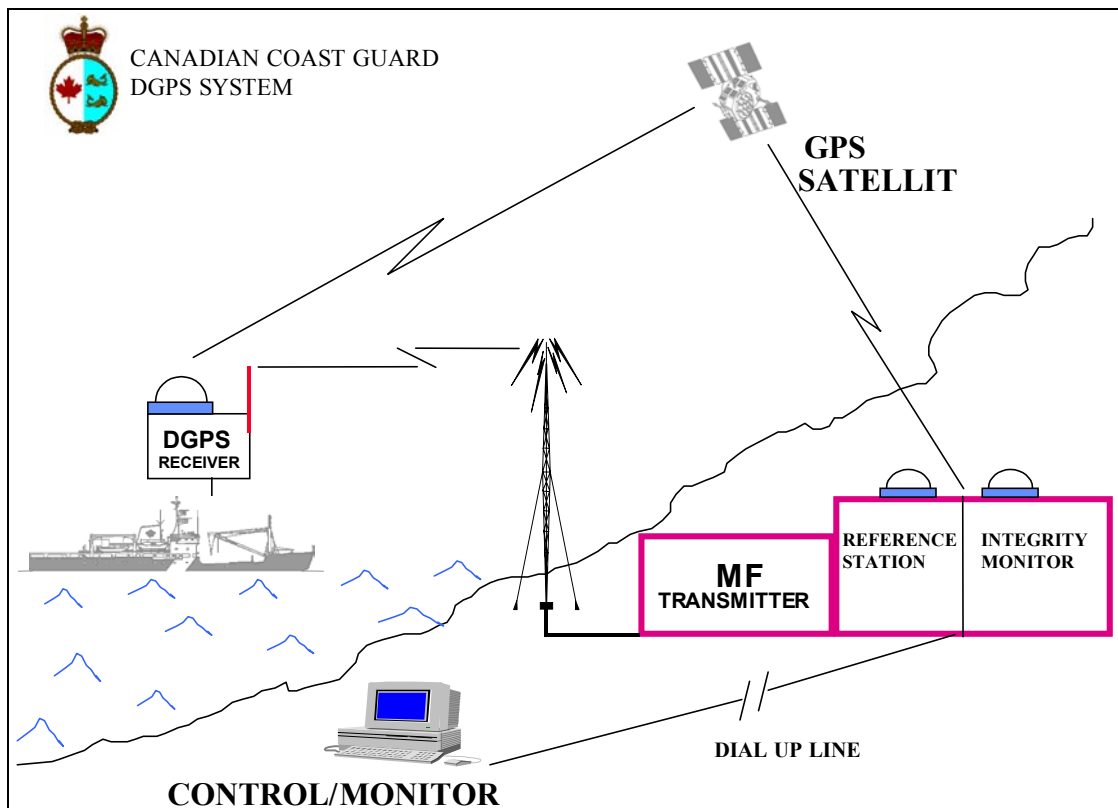 CANADIAN COAST GUARD
DGPS SYSTEM
GPS
SATELLIT
DGPS
RECEIVER
REFERENCE
STATION
INTEGRITY
MONITOR
MF
TRANSMITTER
DIAL UP LINE
CONTROL/MONITOR